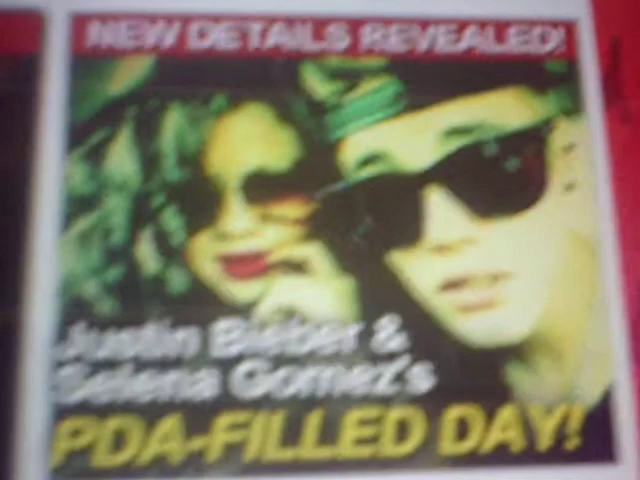 NEW DETAILS REVEALED!
Justin Bieber &
Selena Gomez's
PDA-FILLED DAY!